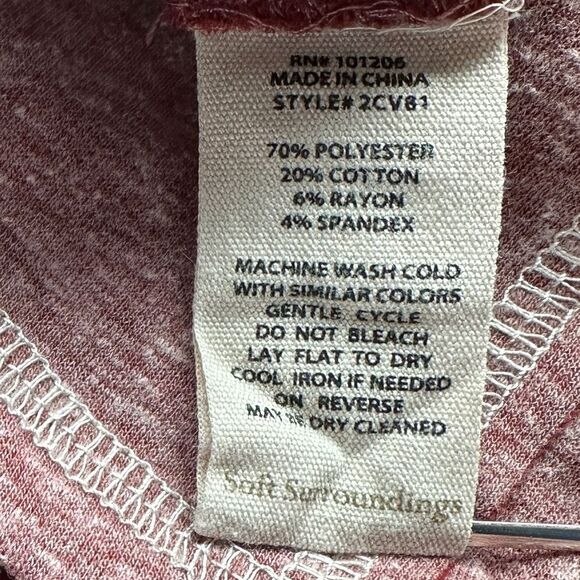 RN# 101206
MADE IN CHINA
STYLE# 2CV81
70% POLYESTER
20% COTTON
6% RAYON
4% SPANDEX
MACHINE WASH COLD
WITH SIMILAR COLORS
GENTLE CYCLE
DO NOT BLEACH
LAY FLAT TO DRY
COOL IRON IF NEEDED
ON REVERSE
MAY BE DRY CLEANED
Soft Surroundings